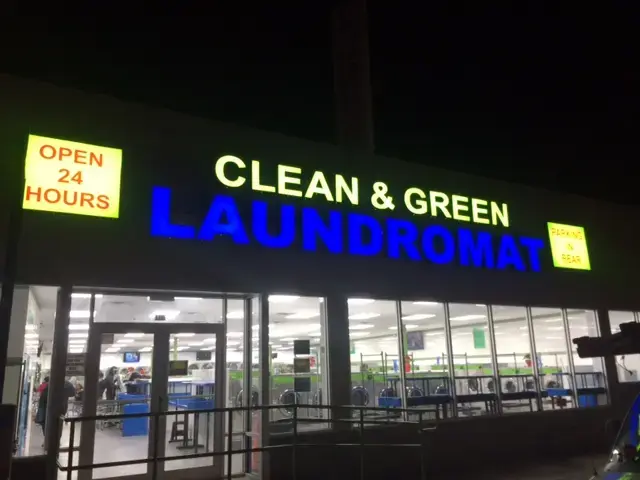 OPEN
24
HOURS
CLEAN & GREEN
LAUNDROMAT
PARKING
IN
REAR